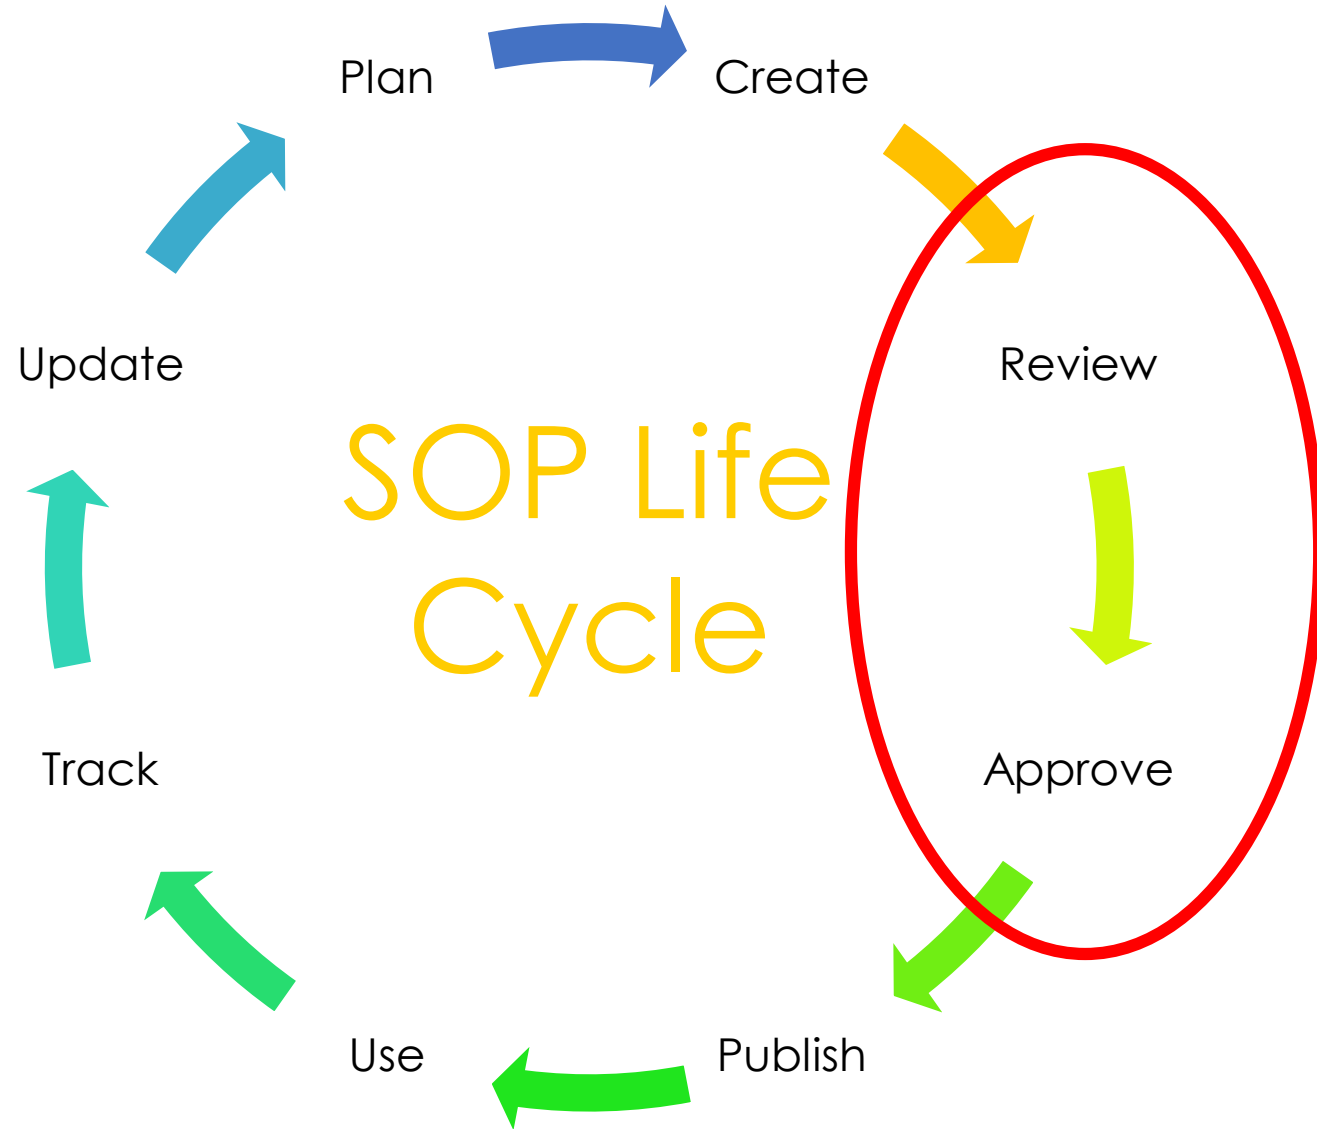 Plan
Create
Review
Approve
Publish
Use
Track
Update
SOP Life
Cycle